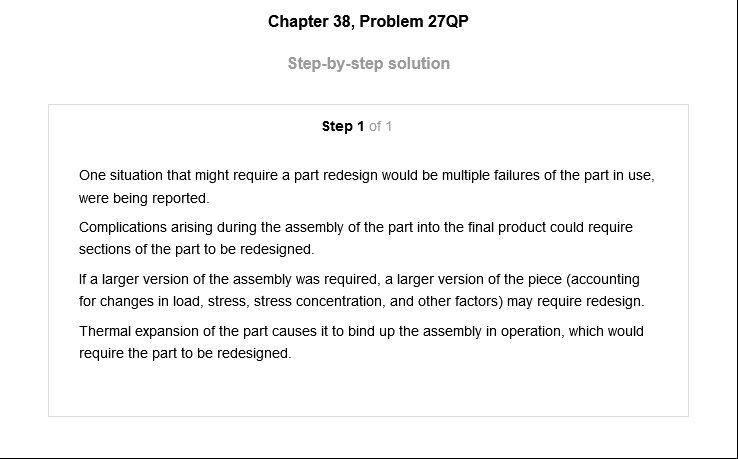 Chapter 38, Problem 27QP
Step-by-step solution
Step 1 of 1
One situation that might require a part redesign would be multiple failures of the part in use,
were being reported.
Complications arising during the assembly of the part into the final product could require
sections of the part to be redesigned.
If a larger version of the assembly was required, a larger version of the piece (accounting
for changes in load, stress, stress concentration, and other factors) may require redesign.
Thermal expansion of the part causes it to bind up the assembly in operation, which would
require the part to be redesigned.